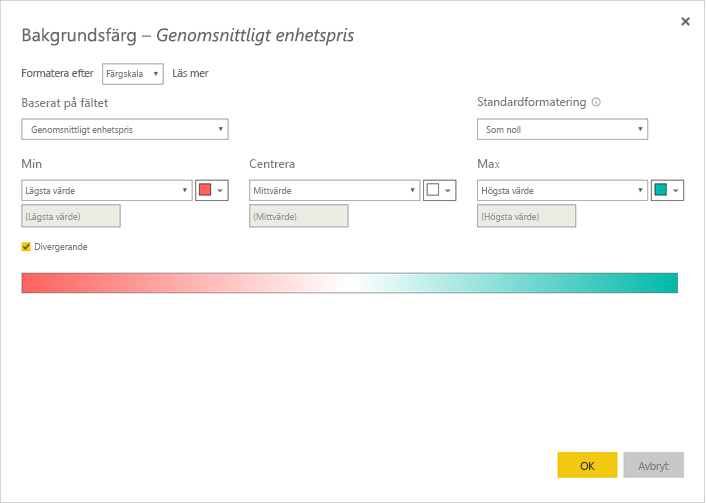 Bakgrundsfärg – Genomsnittligt enhetspris
Formatera efter Färgskala Läs mer
Baserat på fältet Standardformatering
Genomsnittligt enhetspris Som noll
Min Centrera Max
Lägsta värde Mittvärde Högsta värde
(Lägsta värde) (Mittvärde) (Högsta värde)
Divergerande
OK Avbryt